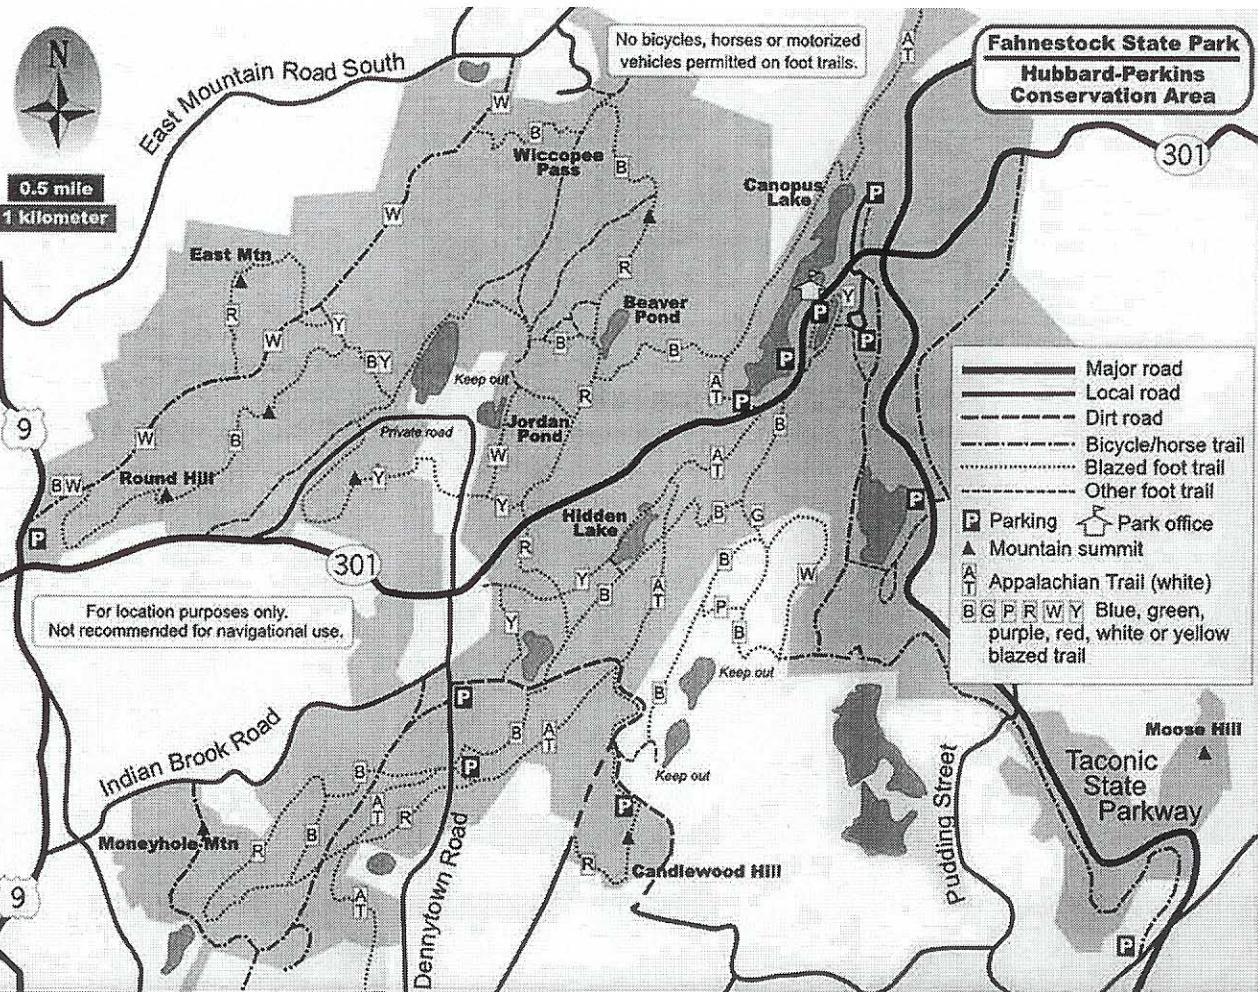 N
East Mountain Road South
No bicycles, horses or motorized
vehicles permitted on foot trails.
Fahnestock State Park
Hubbard-Perkins
Conservation Area
301
0.5 mile
1 kilometer
W
B
Wiccopee
Pass
B
A
T
Canopus
Lake
P
W
East Mtn
R
W
Y
R
Beaver
Pond
Y
P
P
B
Y
B
B
Keep out
P
A
T
P
R
Jordan
Pond
B
9
Private road
W
B
W
A
T
B
W
Round Hill
Y
Y
Hidden
Lake
B
G
P
P
301
R
Y
B
A
T
B
W
P
B
Y
Major road
Local road
Dirt road
Bicycle/horse trail
Blazed foot trail
Other foot trail
P Parking
Park office
Mountain summit
A
T
Appalachian Trail (white)
B G P R W Y Blue, green,
purple, red, white or yellow
blazed trail
For location purposes only.
Not recommended for navigational use.
Keep out
B
P
B
A
T
Indian Brook Road
Keep out
P
B
A
T
R
B
R
Moneyhole Mtn
P
R
Candlewood Hill
A
T
9
Dennytown Road
Pudding Street
Moose Hill
Taconic
State
Parkway
P